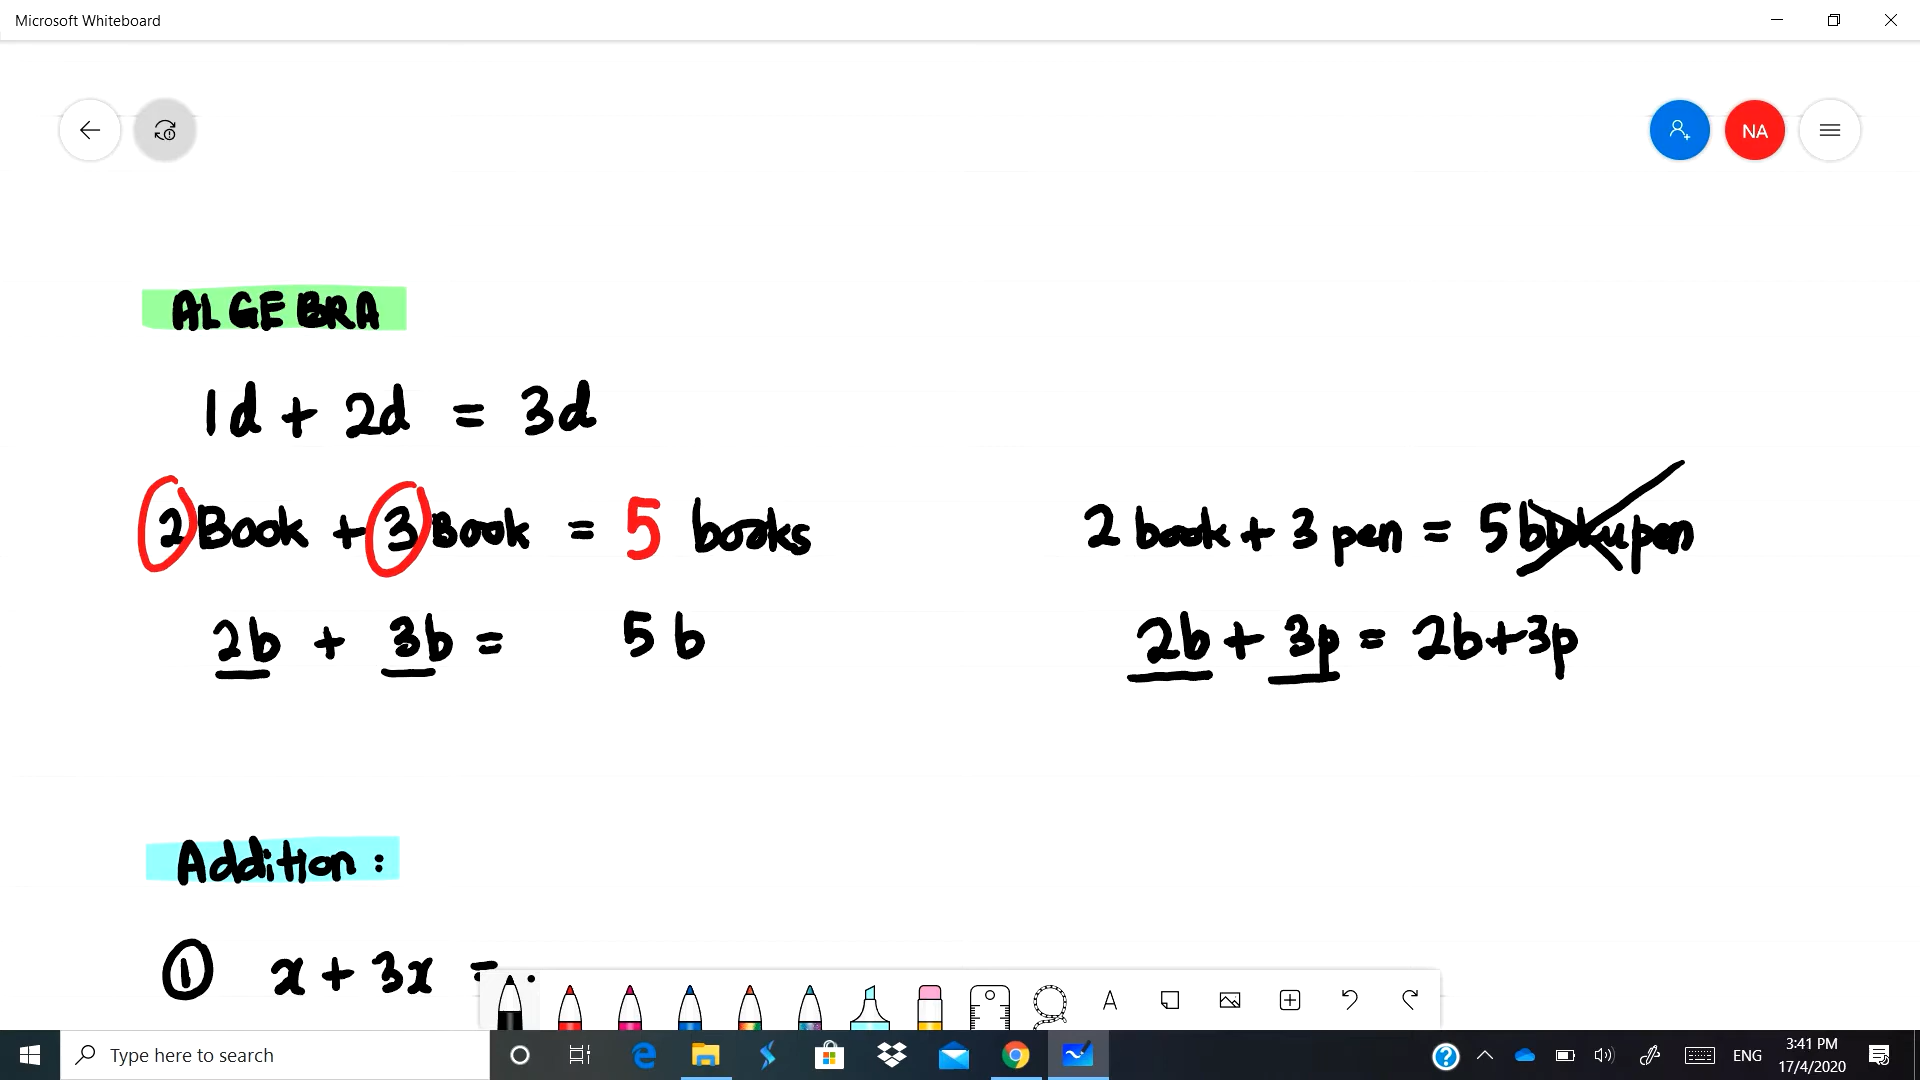 Microsoft Whiteboard
NA
ALGEBRA
1d + 2d = 3d
2 Book + 3 Book = 5 books
2b + 3b = 5b
2 book + 3 pen = 5 bukupen
2b + 3p = 2b+3p
Addition:
① x + 3x =
Type here to search
ENG
3:41 PM
17/4/2020